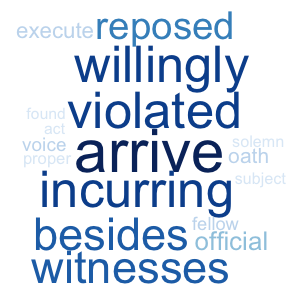 execute reposed
willingly
found violated
act
voice arrive solemn
proper oath
incurring subject
besides fellow
official
witnesses